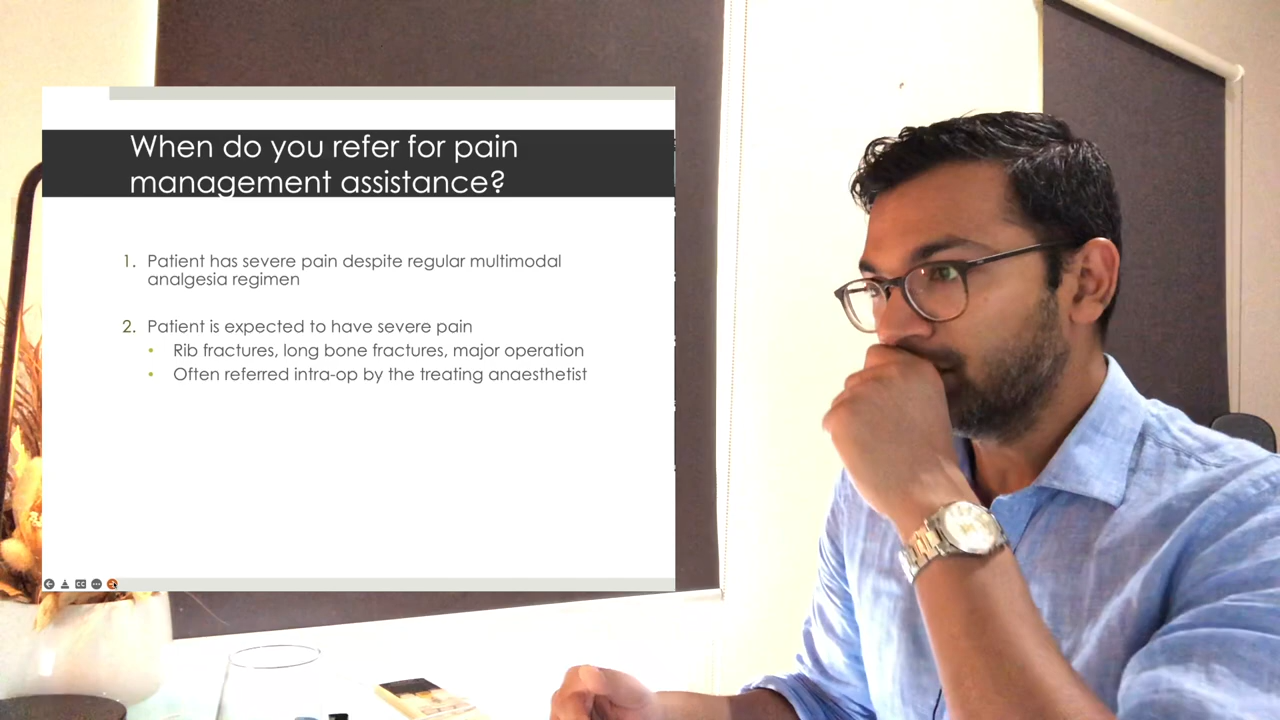 When do you refer for pain
management assistance?
1. Patient has severe pain despite regular multimodal
analgesia regimen
2. Patient is expected to have severe pain
• Rib fractures, long bone fractures, major operation
• Often referred intra-op by the treating anaesthetist
CC